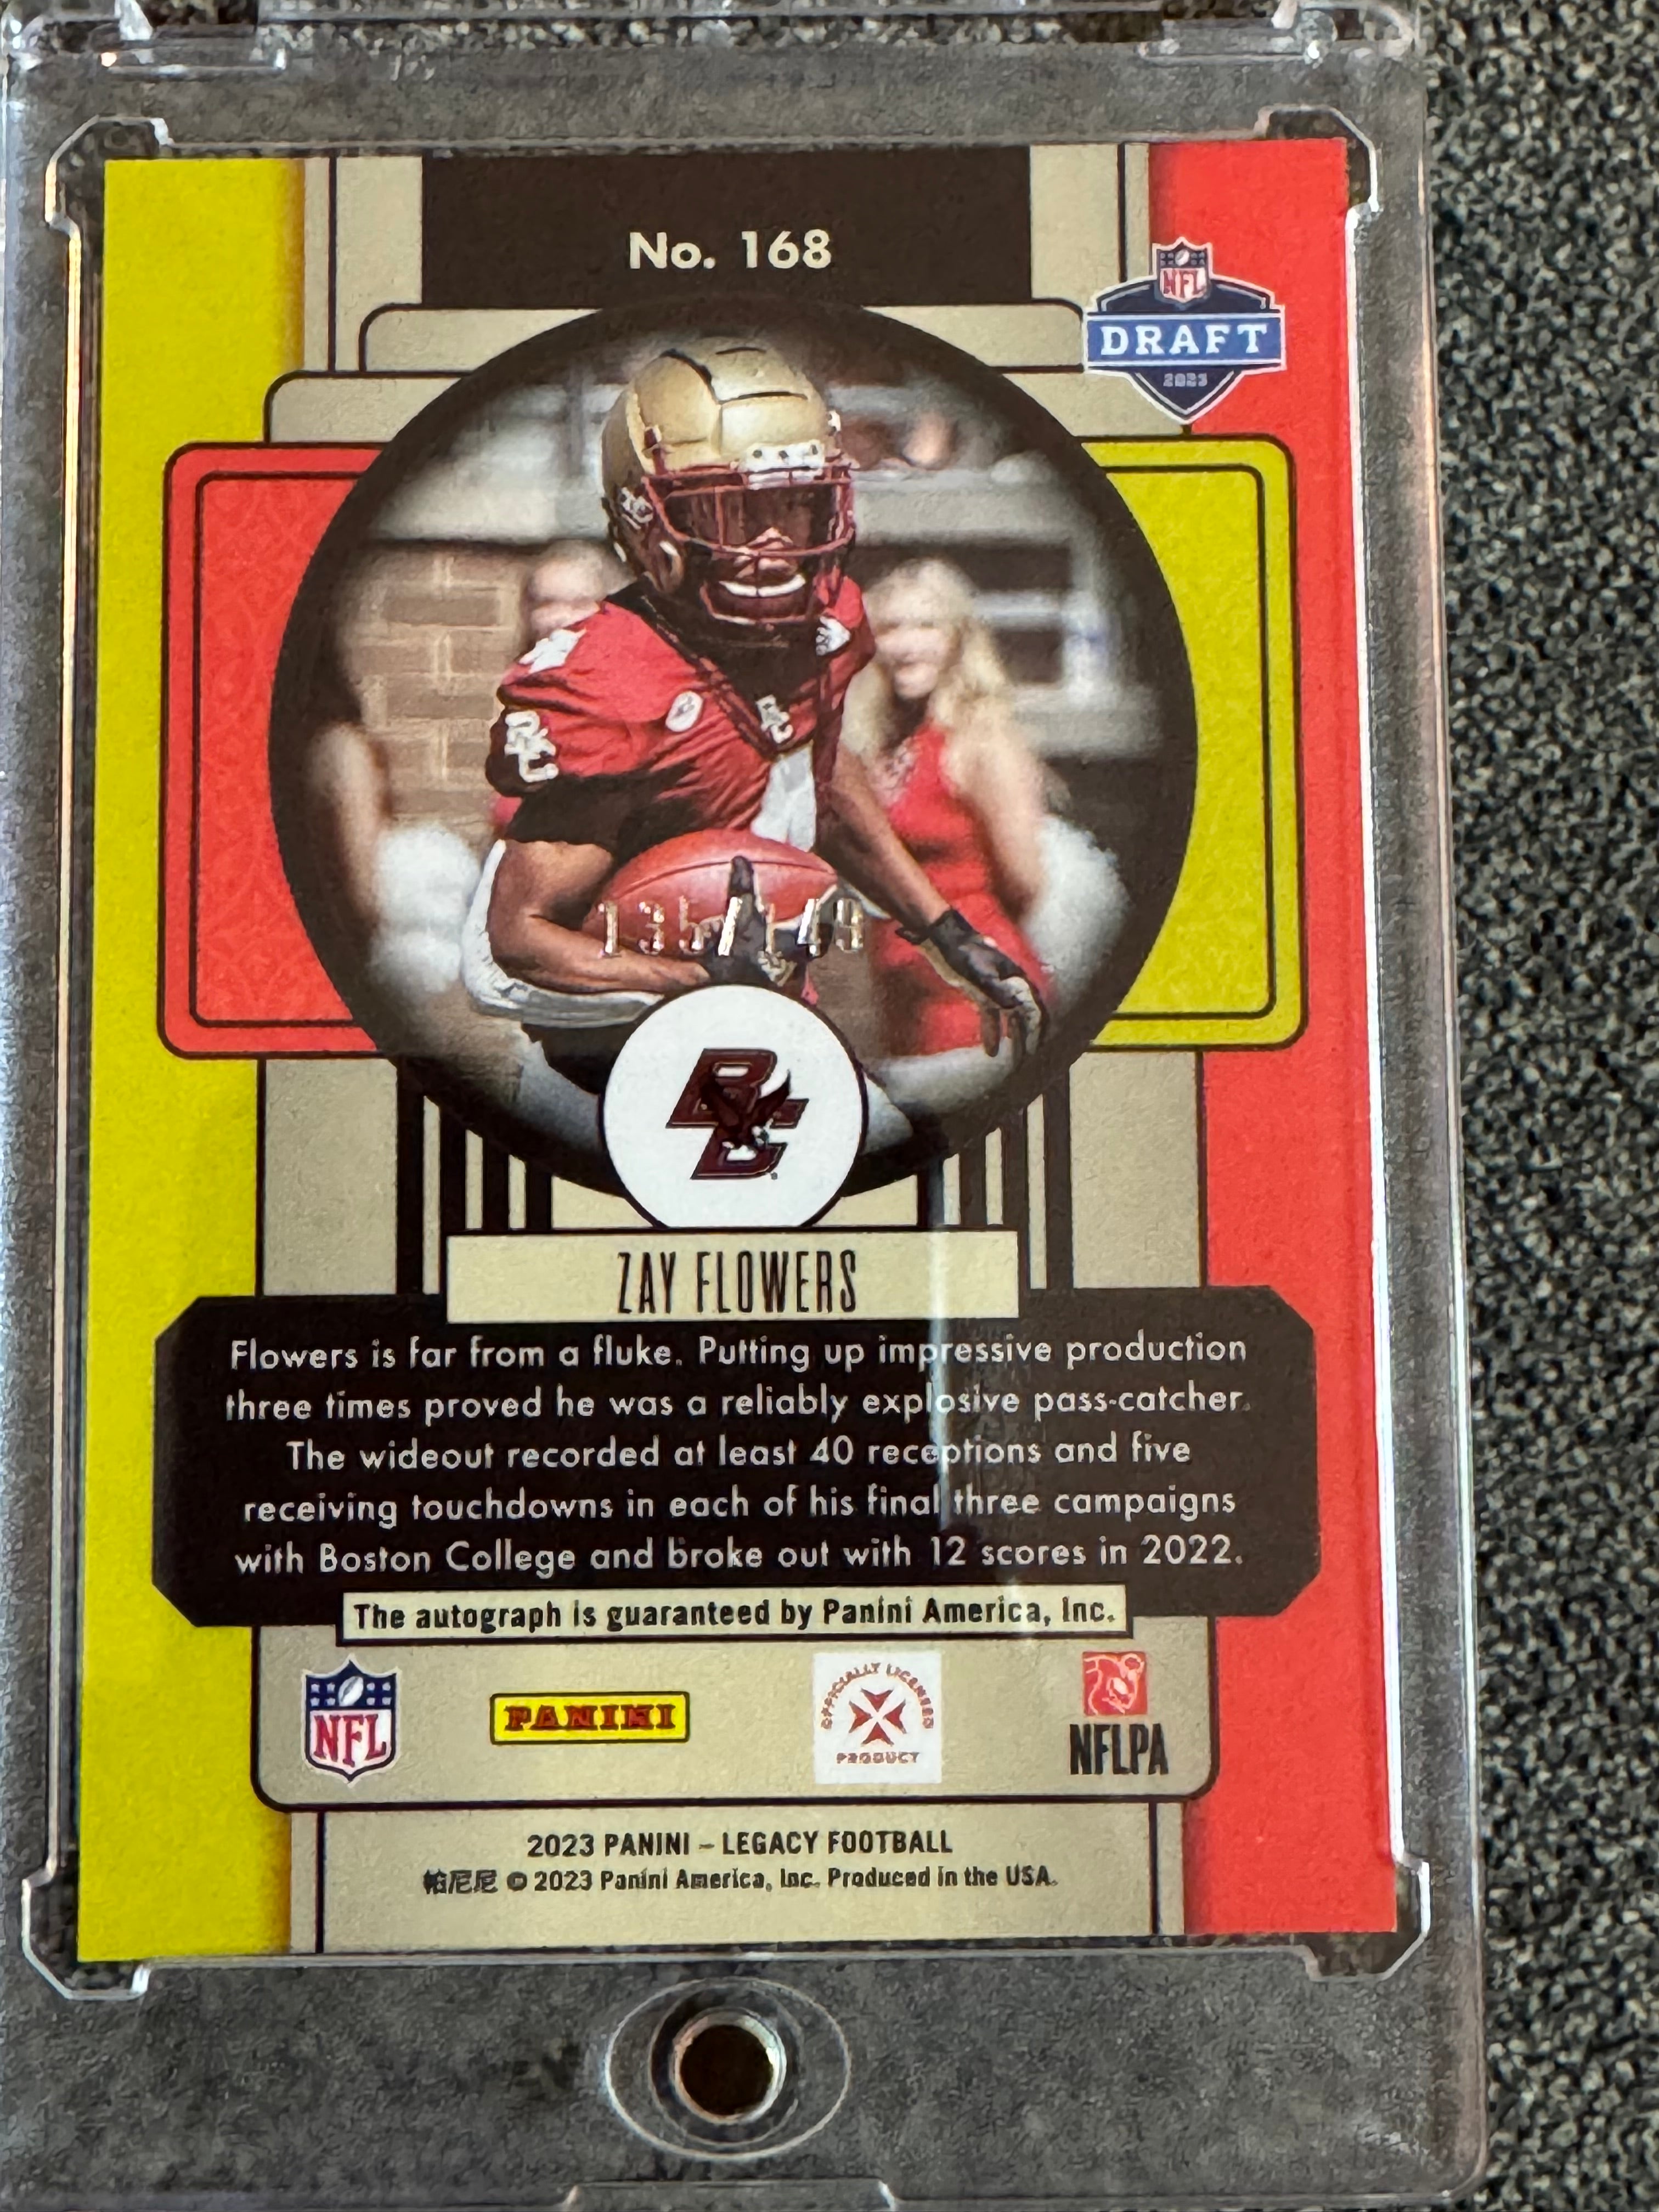 No. 168
NFL
DRAFT
2023
135/149
BC
ZAY FLOWERS
Flowers is far from a fluke. Putting up impressive production
three times proved he was a reliably explosive pass-catcher.
The wideout recorded at least 40 receptions and five
receiving touchdowns in each of his final three campaigns
with Boston College and broke out with 12 scores in 2022.
The autograph is guaranteed by Panini America, Inc.
NFL
PANINI
OFFICIALLY LICENSED
PRODUCT
NFLPA
2023 PANINI – LEGACY FOOTBALL
帕尼尼 © 2023 Panini America, Inc. Produced in the USA.